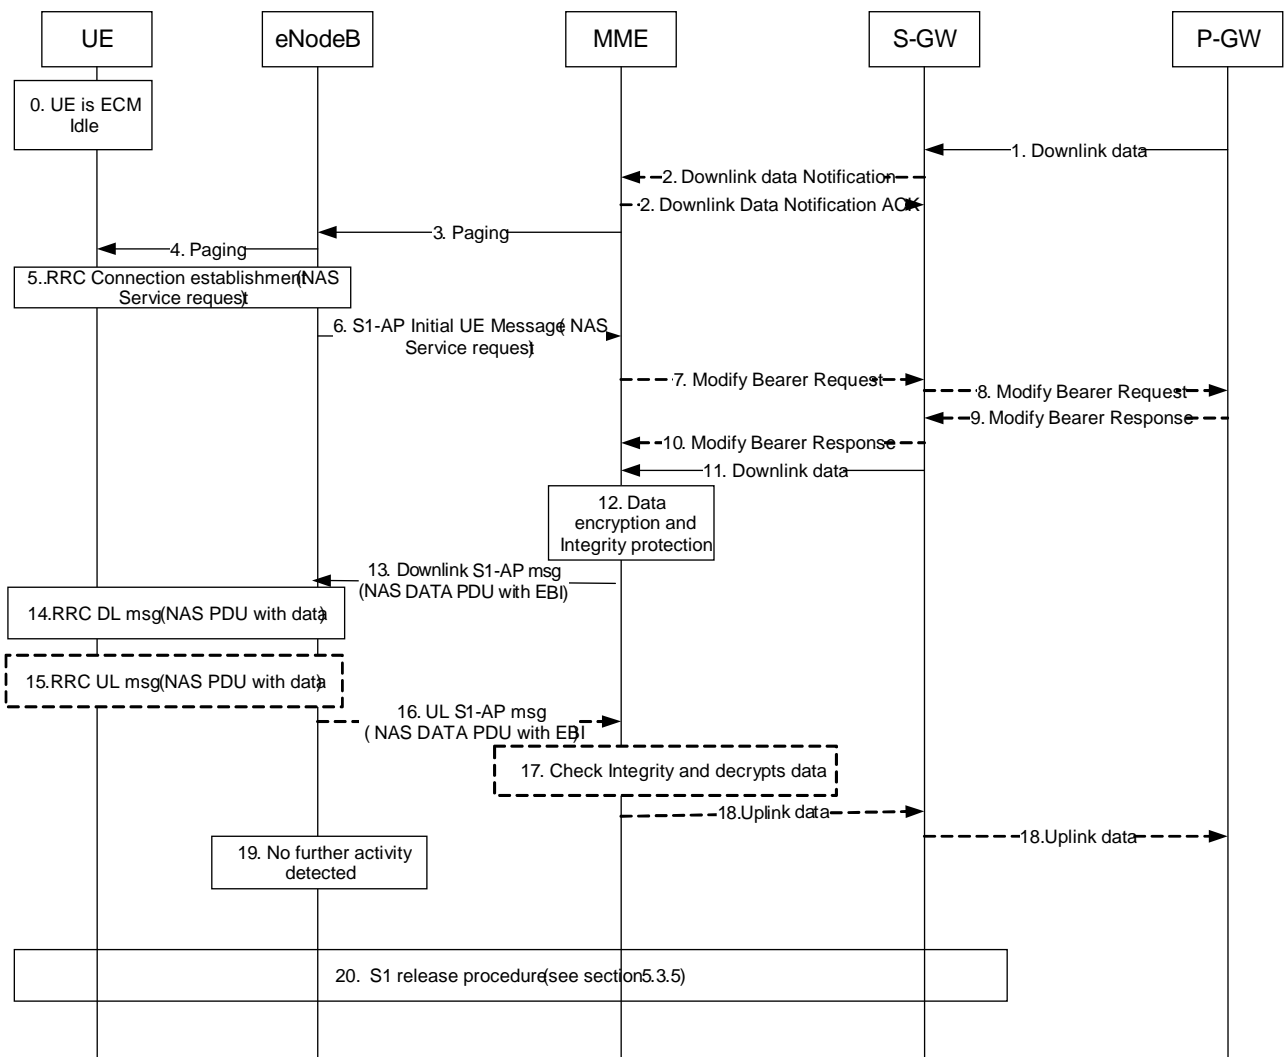 UE
eNodeB
MME
S-GW
P-GW
0. UE is ECM
Idle
1. Downlink data
2. Downlink data Notification
2. Downlink Data Notification ACK
3. Paging
4. Paging
5..RRC Connection establishment(NAS
Service request)
6. S1-AP Initial UE Message( NAS
Service request)
7. Modify Bearer Request
8. Modify Bearer Request
9. Modify Bearer Response
10. Modify Bearer Response
11. Downlink data
12. Data
encryption and
Integrity protection
13. Downlink S1-AP msg
(NAS DATA PDU with EBI)
14.RRC DL msg(NAS PDU with data)
15.RRC UL msg(NAS PDU with data)
16. UL S1-AP msg
( NAS DATA PDU with EBI)
17. Check Integrity and decrypts data
18.Uplink data
18.Uplink data
19. No further activity
detected
20. S1 release procedure(see section5.3.5)